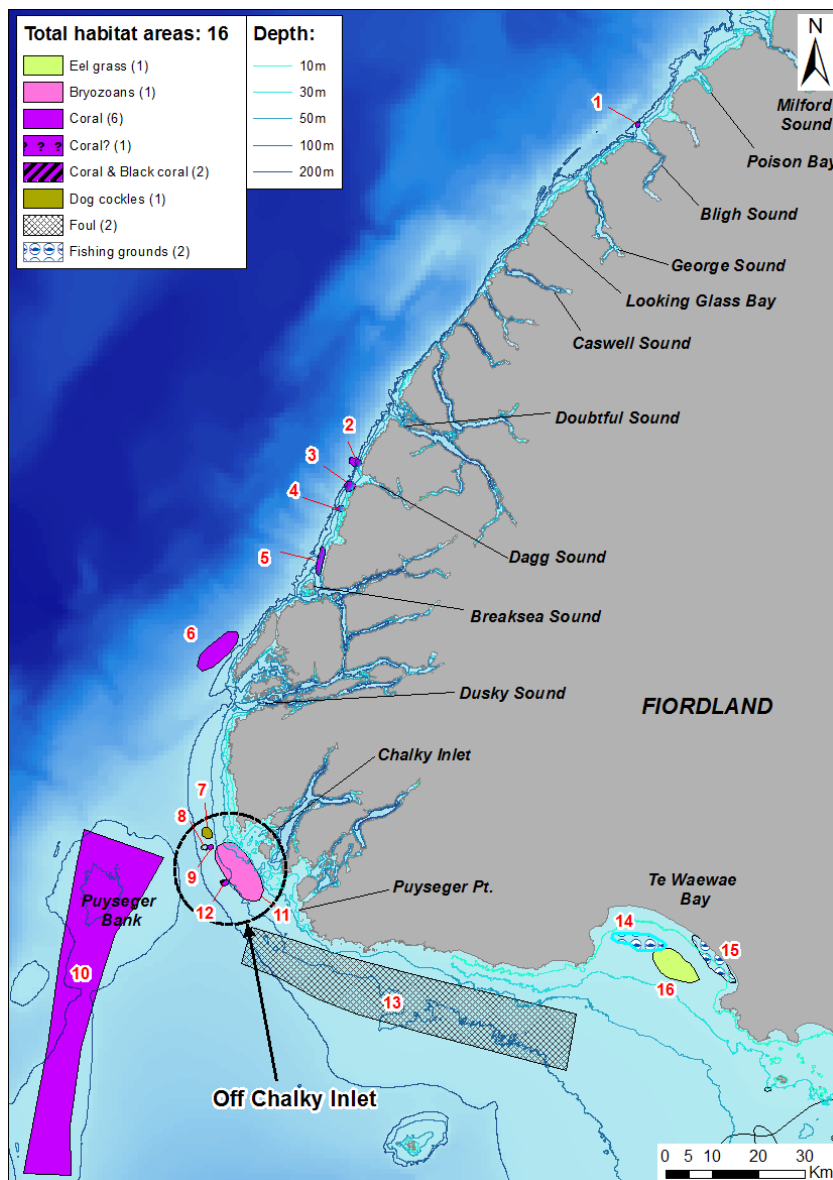 Total habitat areas: 16
Eel grass (1)
Bryozoans (1)
Coral (6)
? ? ? Coral? (1)
Coral & Black coral (2)
Dog cockles (1)
Foul (2)
Fishing grounds (2)
Depth:
10m
30m
50m
100m
200m
N
1
Milford
Sound
Poison Bay
Bligh Sound
George Sound
Looking Glass Bay
Caswell Sound
Doubtful Sound
2
3
4
Dagg Sound
5
Breaksea Sound
6
Dusky Sound
FIORDLAND
Chalky Inlet
7
8
9
Puyseger Pt.
Te Waewae
Bay
Puyseger
Bank
12
11
14
15
10
16
13
Off Chalky Inlet
0 5 10 20 30
Km